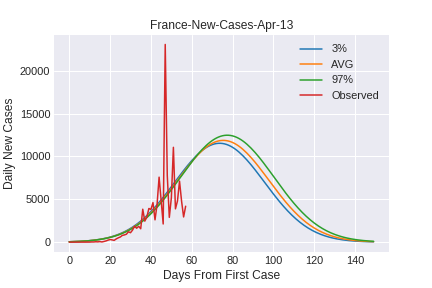 France-New-Cases-Apr-13
Daily New Cases
20000
15000
10000
5000
0
3%
AVG
97%
Observed
0 20 40 60 80 100 120 140
Days From First Case